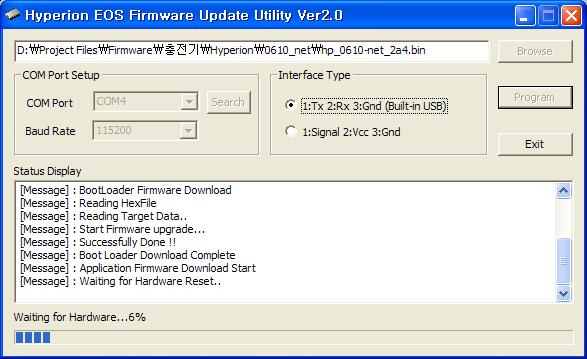 Hyperion EOS Firmware Update Utility Ver2.0
D:₩Project Files₩Firmware₩충전기₩Hyperion₩0610_net₩hp_0610-net_2a4.bin
Browse
COM Port Setup
COM Port
COM4
Search
Baud Rate
115200
Interface Type
1:Tx 2:Rx 3:Gnd (Built-in USB)
1:Signal 2:Vcc 3:Gnd
Program
Exit
Status Display
[Message] : BootLoader Firmware Download
[Message] : Reading HexFile
[Message] : Reading Target Data..
[Message] : Start Firmware upgrade...
[Message] : Successfully Done !!
[Message] : Boot Loader Download Complete
[Message] : Application Firmware Download Start
[Message] : Waiting for Hardware Reset..
Waiting for Hardware...6%